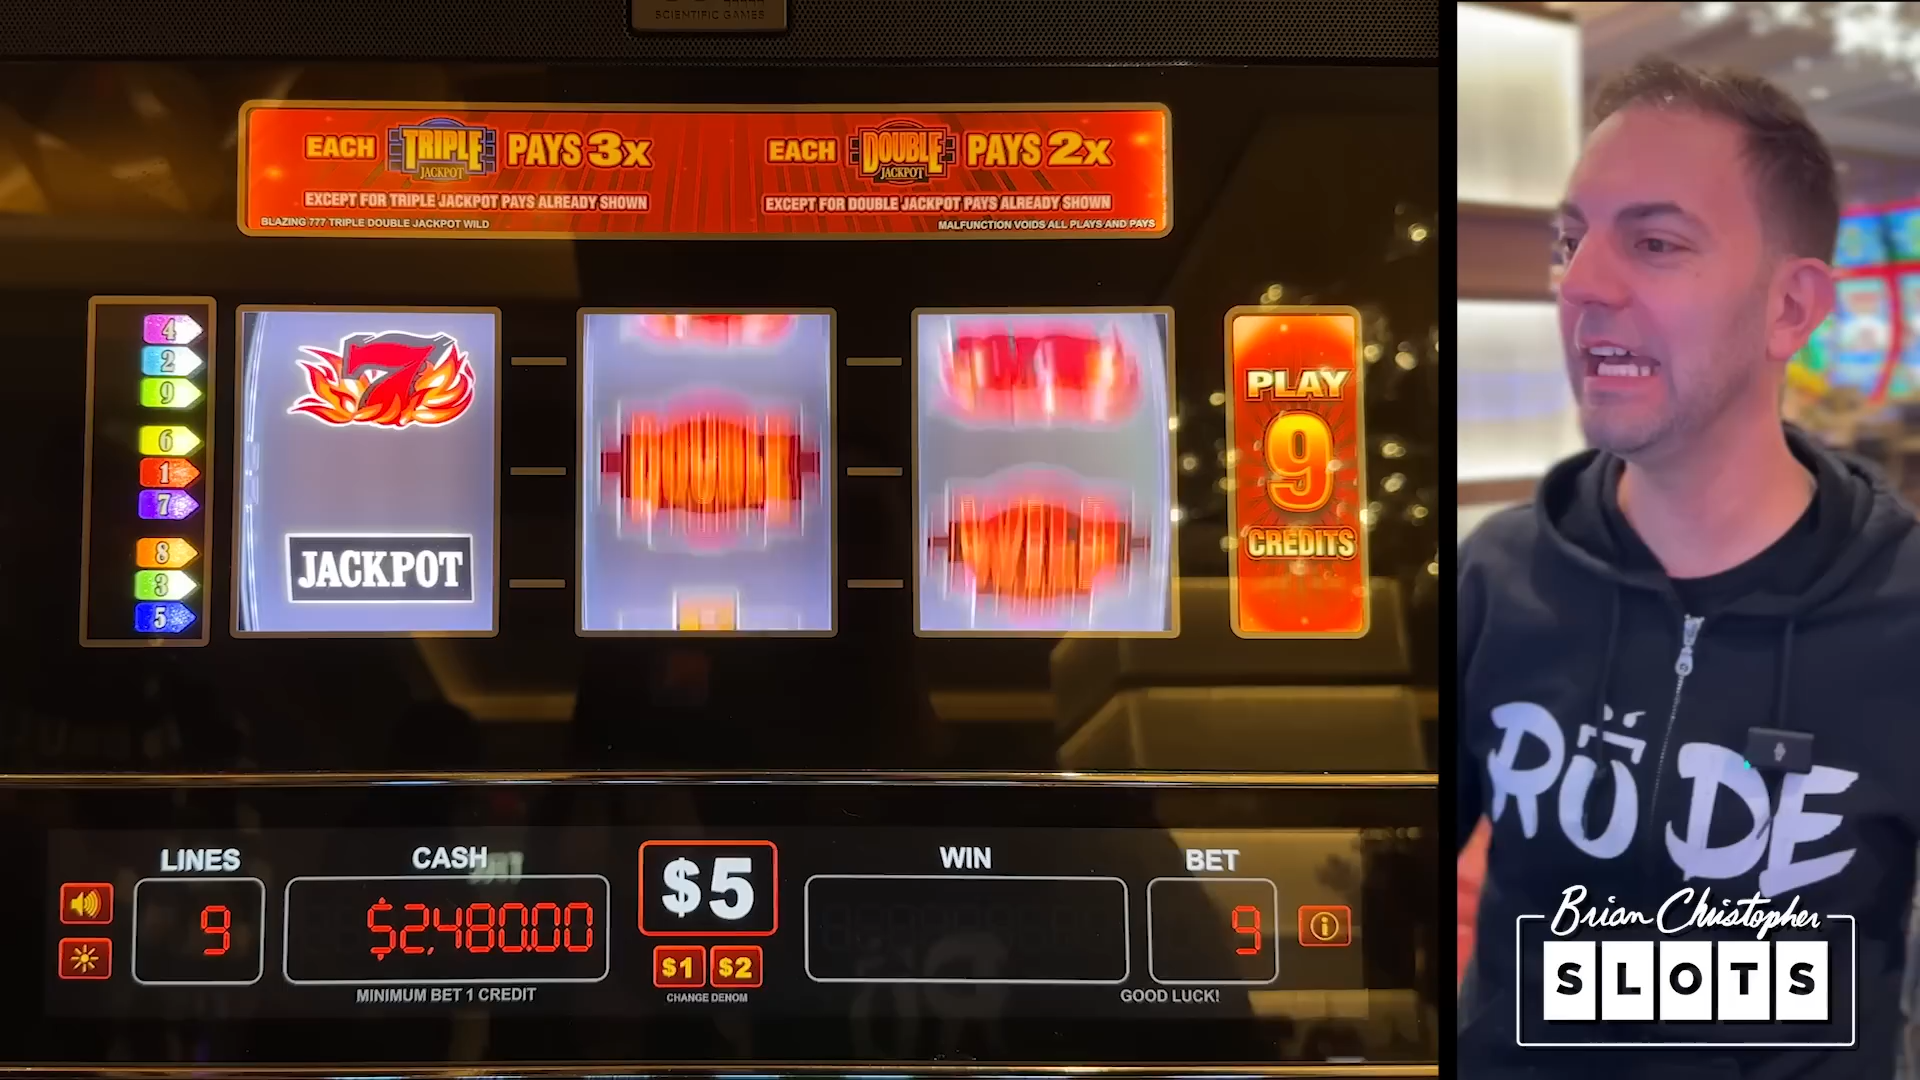 SCIENTIFIC GAMES
EACH TRIPLE JACKPOT PAYS 3X
EXCEPT FOR TRIPLE JACKPOT PAYS ALREADY SHOWN
BLAZING 777 TRIPLE DOUBLE JACKPOT WILD
EACH DOUBLE JACKPOT PAYS 2X
EXCEPT FOR DOUBLE JACKPOT PAYS ALREADY SHOWN
MALFUNCTION VOIDS ALL PLAYS AND PAYS
4
2
9
6
1
7
8
3
5
7
JACKPOT
PLAY
9
CREDITS
LINES
9
CASH
$2,480.00
MINIMUM BET 1 CREDIT
$5
$1 $2
CHANGE DENOM
WIN
BET
9
GOOD LUCK!
RUDE
Brian Christopher
SLOTS